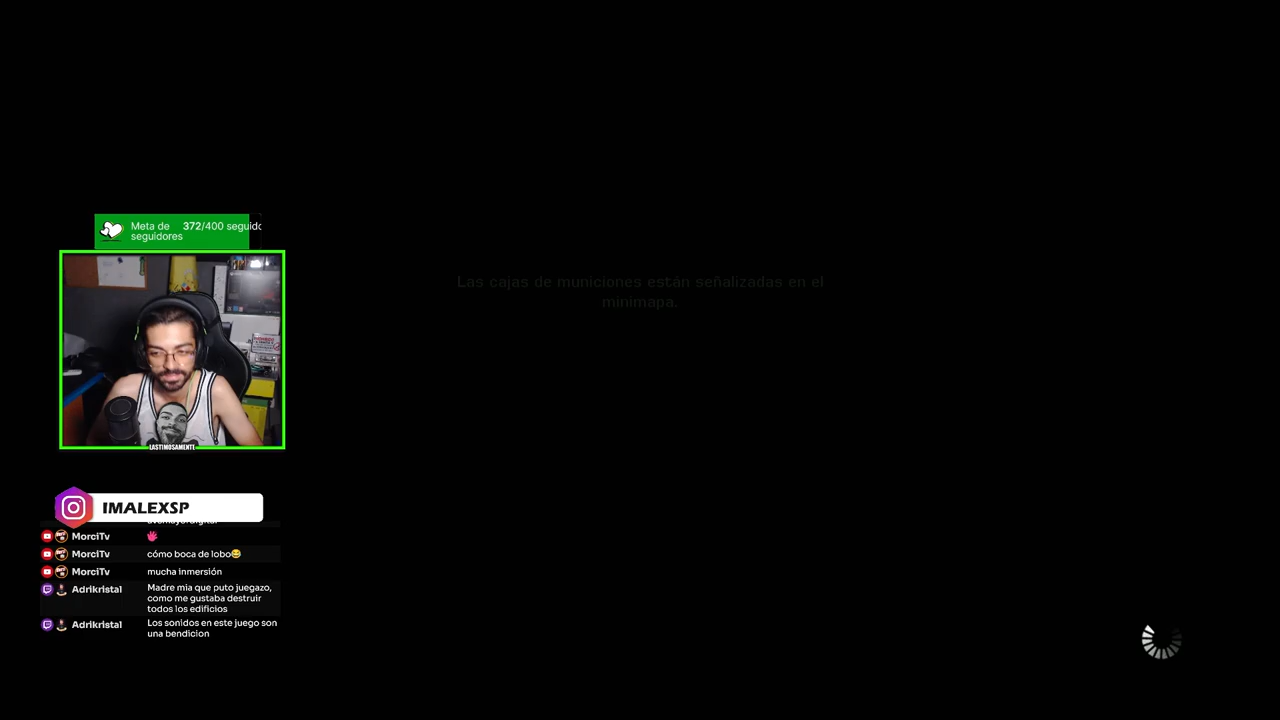 Meta de
seguidores
372/400 seguido
Las cajas de municiones están señalizadas en el
minimapa.
LASTIMOSAMENTE
IMALEXSP
MorciTv
MorciTv cómo boca de lobo😂
MorciTv mucha inmersión
Adrikristal Madre mia que puto juegazo,
como me gustaba destruir
todos los edificios
Adrikristal Los sonidos en este juego son
una bendicion